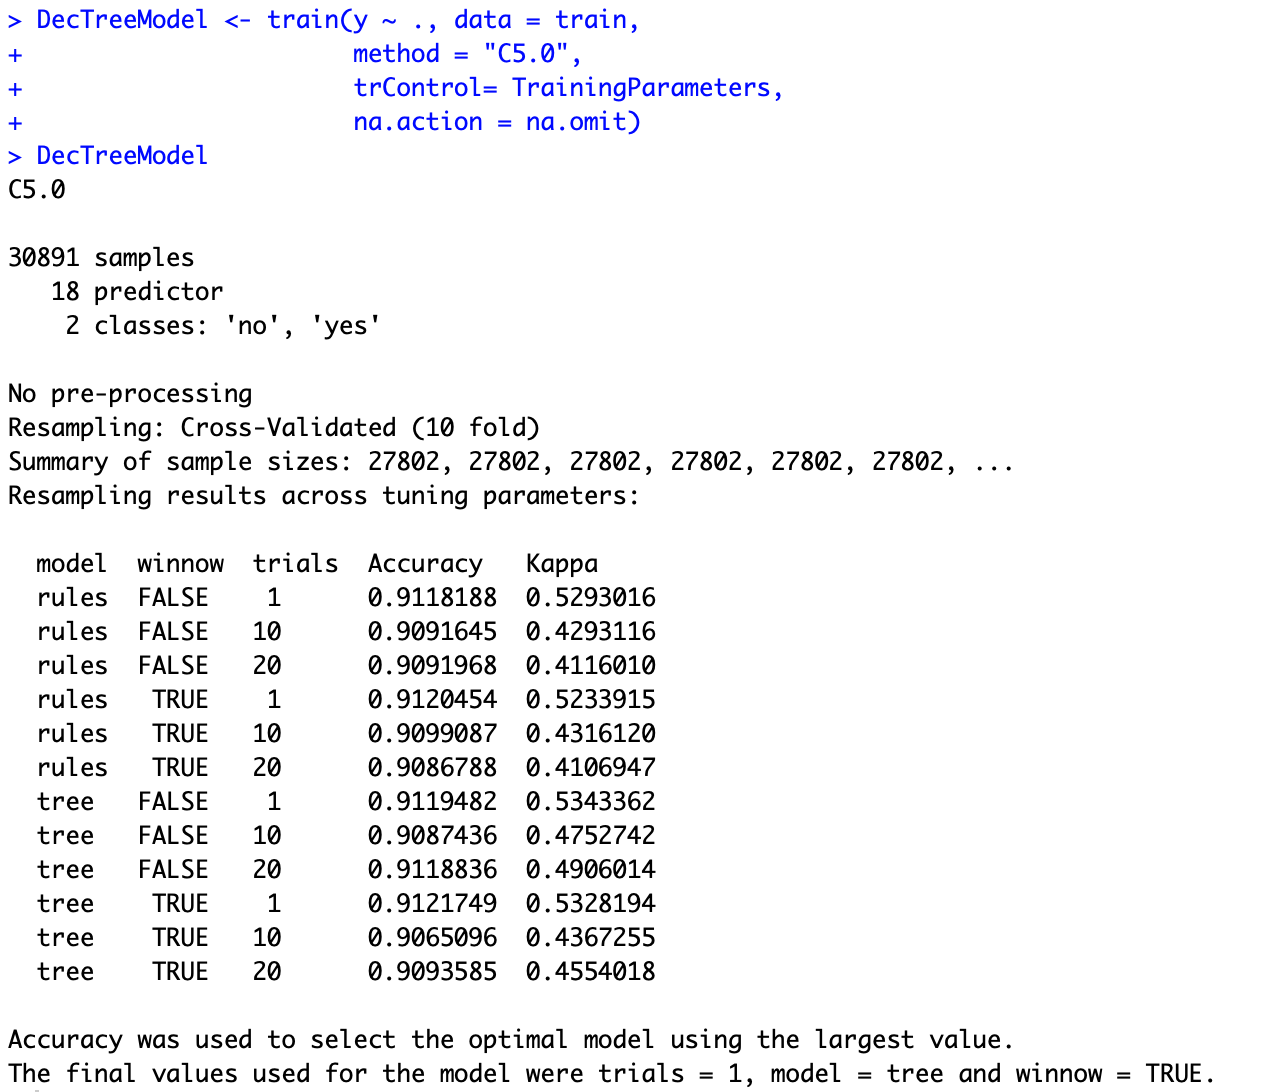 > DecTreeModel <- train(y ~ ., data = train,
+                       method = "C5.0",
+                       trControl= TrainingParameters,
+                       na.action = na.omit)
> DecTreeModel
C5.0

30891 samples
   18 predictor
    2 classes: 'no', 'yes'

No pre-processing
Resampling: Cross-Validated (10 fold)
Summary of sample sizes: 27802, 27802, 27802, 27802, 27802, 27802, ...
Resampling results across tuning parameters:

  model  winnow  trials  Accuracy   Kappa
  rules  FALSE    1      0.9118188  0.5293016
  rules  FALSE   10      0.9091645  0.4293116
  rules  FALSE   20      0.9091968  0.4116010
  rules   TRUE    1      0.9120454  0.5233915
  rules   TRUE   10      0.9099087  0.4316120
  rules   TRUE   20      0.9086788  0.4106947
  tree   FALSE    1      0.9119482  0.5343362
  tree   FALSE   10      0.9087436  0.4752742
  tree   FALSE   20      0.9118836  0.4906014
  tree    TRUE    1      0.9121749  0.5328194
  tree    TRUE   10      0.9065096  0.4367255
  tree    TRUE   20      0.9093585  0.4554018

Accuracy was used to select the optimal model using the largest value.
The final values used for the model were trials = 1, model = tree and winnow = TRUE.